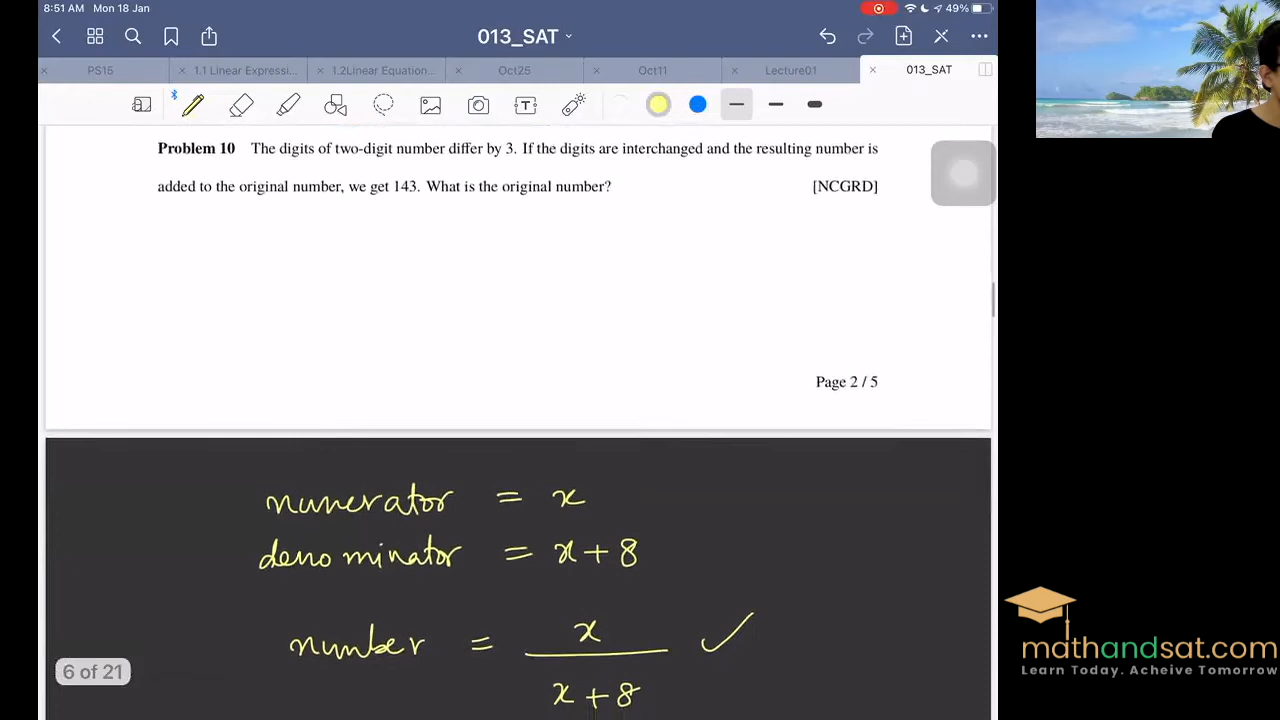 8:51 AM Mon 18 Jan
49%
013_SAT
PS15
1.1 Linear Expressi...
1.2Linear Equation...
Oct25
Oct11
Lecture01
013_SAT
T
Problem 10 The digits of two-digit number differ by 3. If the digits are interchanged and the resulting number is
added to the original number, we get 143. What is the original number? [NCGRD]
Page 2 / 5
numerator = x
denominator = x + 8
number = x
x + 8
6 of 21
mathandsat.com
Learn Today. Acheive Tomorrow